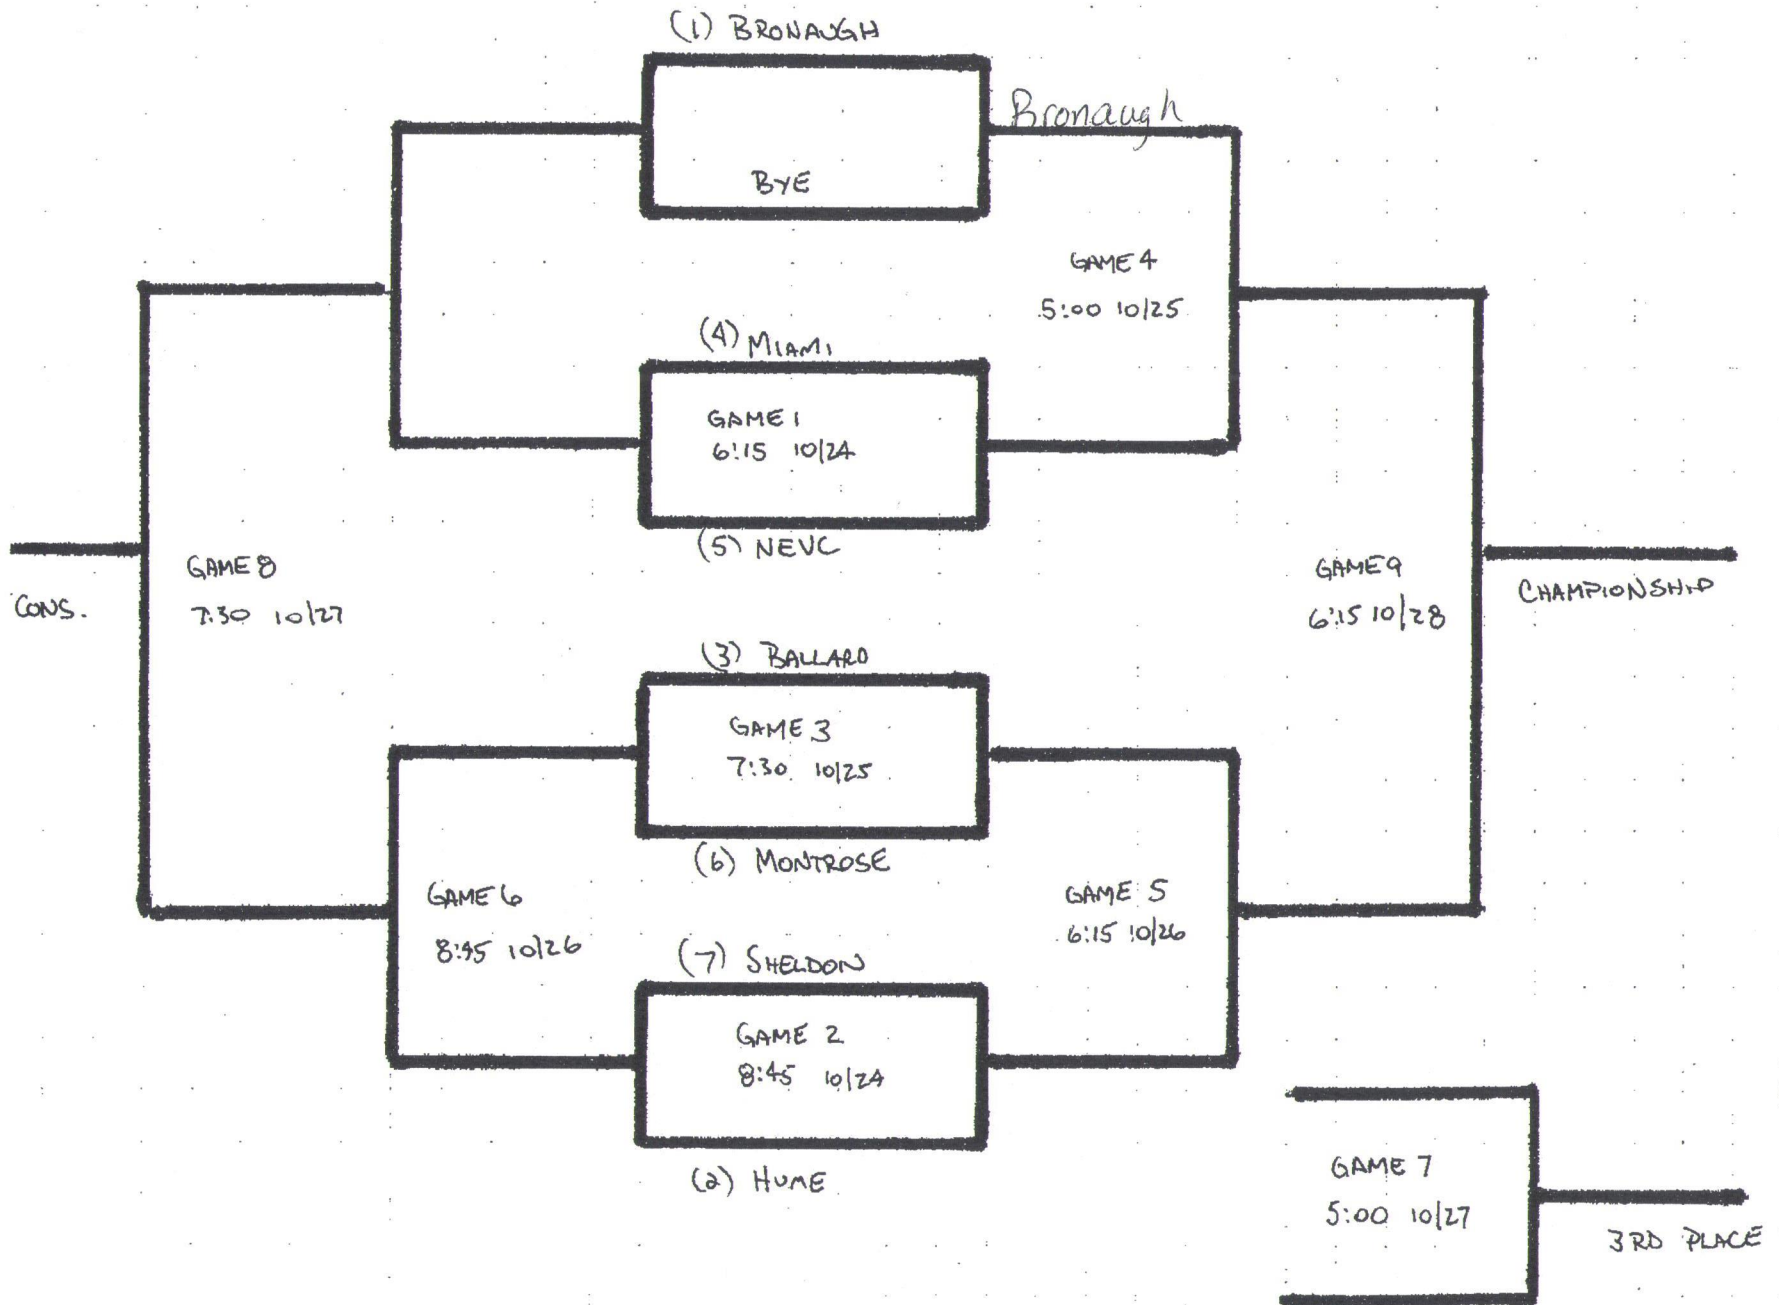 (1) BRONAUGH
Bronaugh
BYE
GAME 4
5:00 10/25
(4) MIAMI
GAME 1
6:15 10/24
(5) NEVC
GAME 8
7:30 10/27
CONS.
GAME 9
6:15 10/28
CHAMPIONSHIP
(3) BALLARD
GAME 3
7:30 10/25
(6) MONTROSE
GAME 6
8:45 10/26
GAME 5
6:15 10/26
(7) SHELDON
GAME 2
8:45 10/24
(2) HUME
GAME 7
5:00 10/27
3RD PLACE